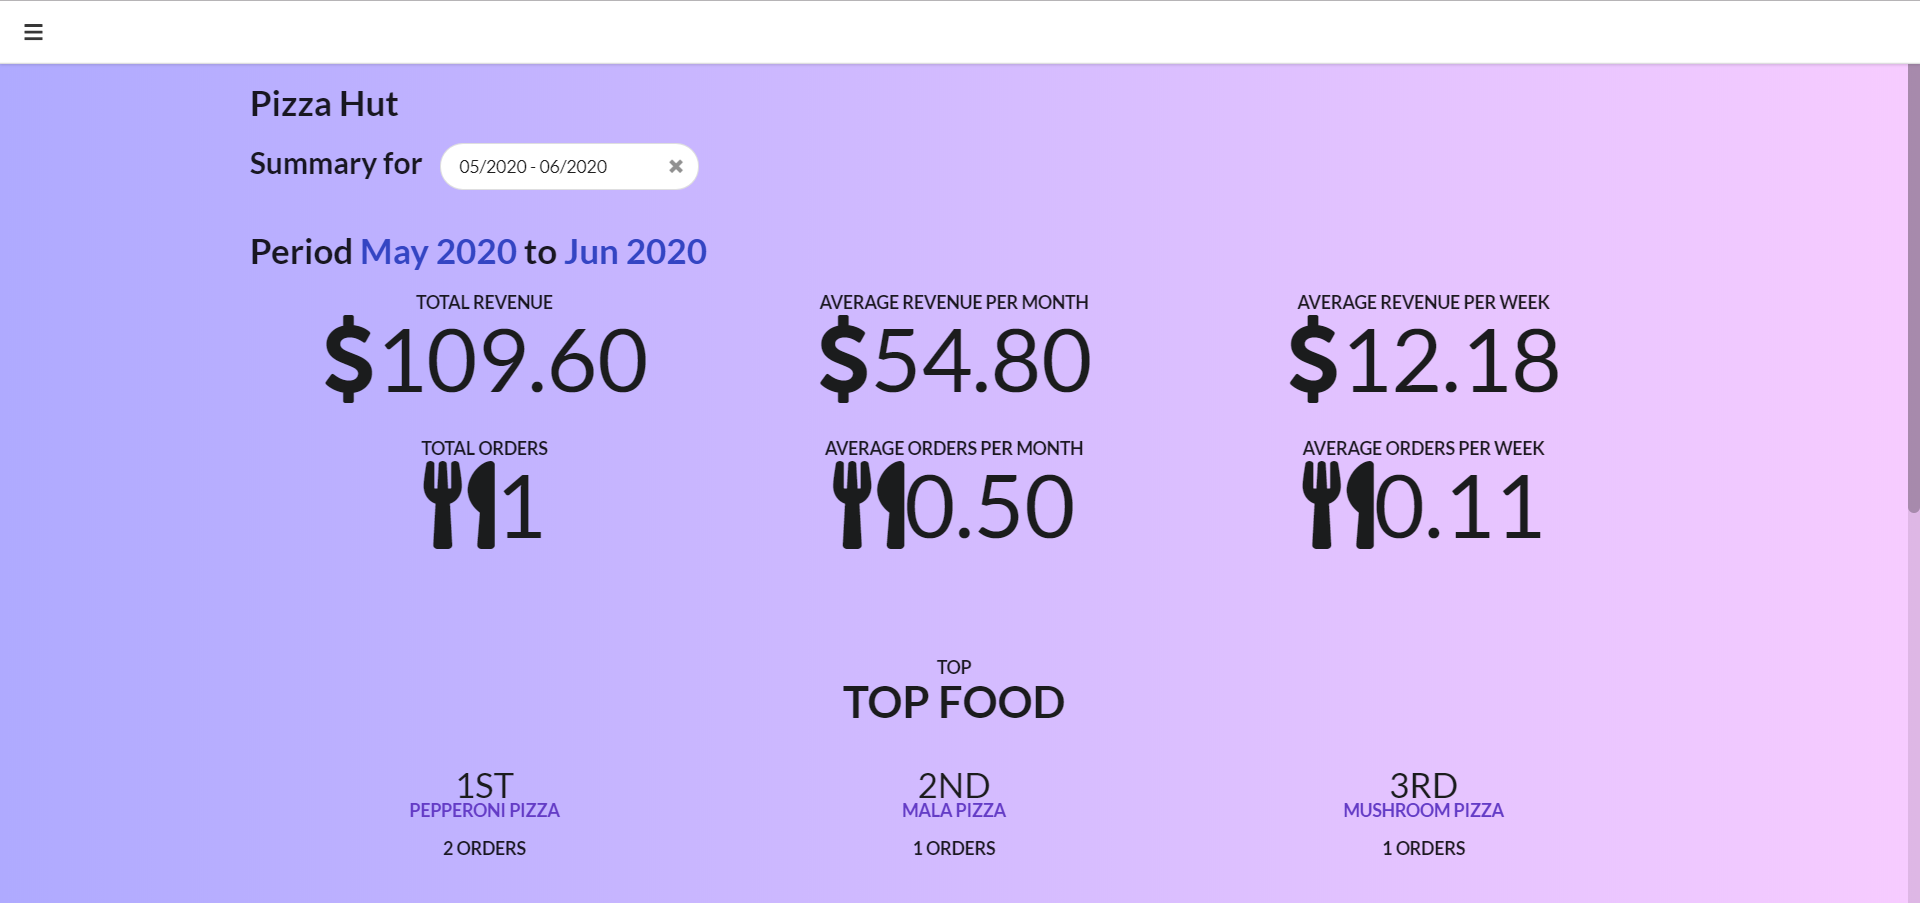 Pizza Hut
Summary for 05/2020 - 06/2020
Period May 2020 to Jun 2020
TOTAL REVENUE
$109.60
AVERAGE REVENUE PER MONTH
$54.80
AVERAGE REVENUE PER WEEK
$12.18
TOTAL ORDERS
1
AVERAGE ORDERS PER MONTH
0.50
AVERAGE ORDERS PER WEEK
0.11
TOP
TOP FOOD
1ST
PEPPERONI PIZZA
2 ORDERS
2ND
MALA PIZZA
1 ORDERS
3RD
MUSHROOM PIZZA
1 ORDERS